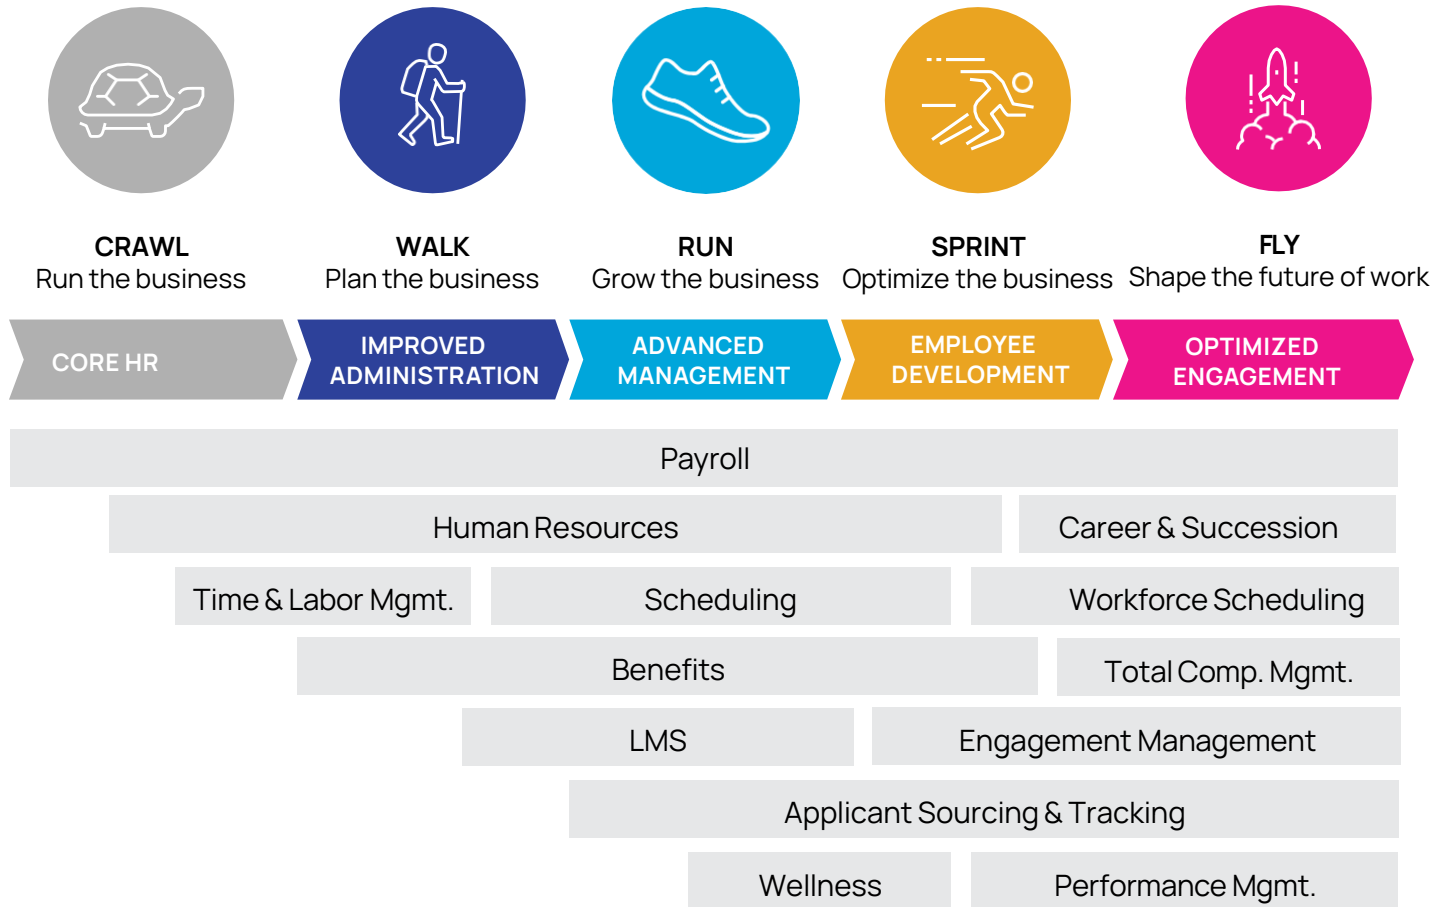 CRAWL
Run the business
WALK
Plan the business
RUN
Grow the business
SPRINT
Optimize the business
FLY
Shape the future of work
CORE HR
IMPROVED
ADMINISTRATION
ADVANCED
MANAGEMENT
EMPLOYEE
DEVELOPMENT
OPTIMIZED
ENGAGEMENT
Payroll
Human Resources
Career & Succession
Time & Labor Mgmt.
Scheduling
Workforce Scheduling
Benefits
Total Comp. Mgmt.
LMS
Engagement Management
Applicant Sourcing & Tracking
Wellness
Performance Mgmt.